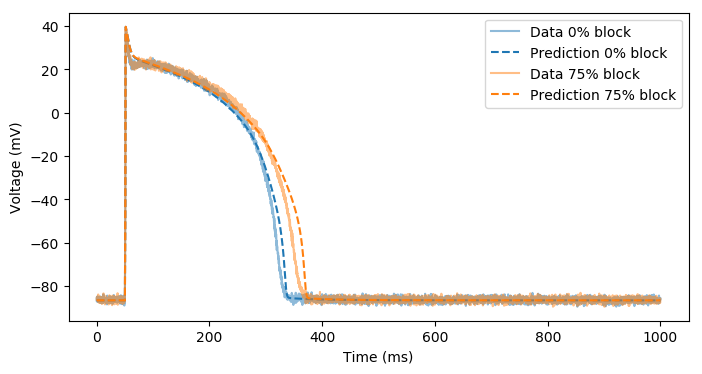 40
20
0
−20
−40
−60
−80
Voltage (mV)
Data 0% block
Prediction 0% block
Data 75% block
Prediction 75% block
0
200
400
600
800
1000
Time (ms)